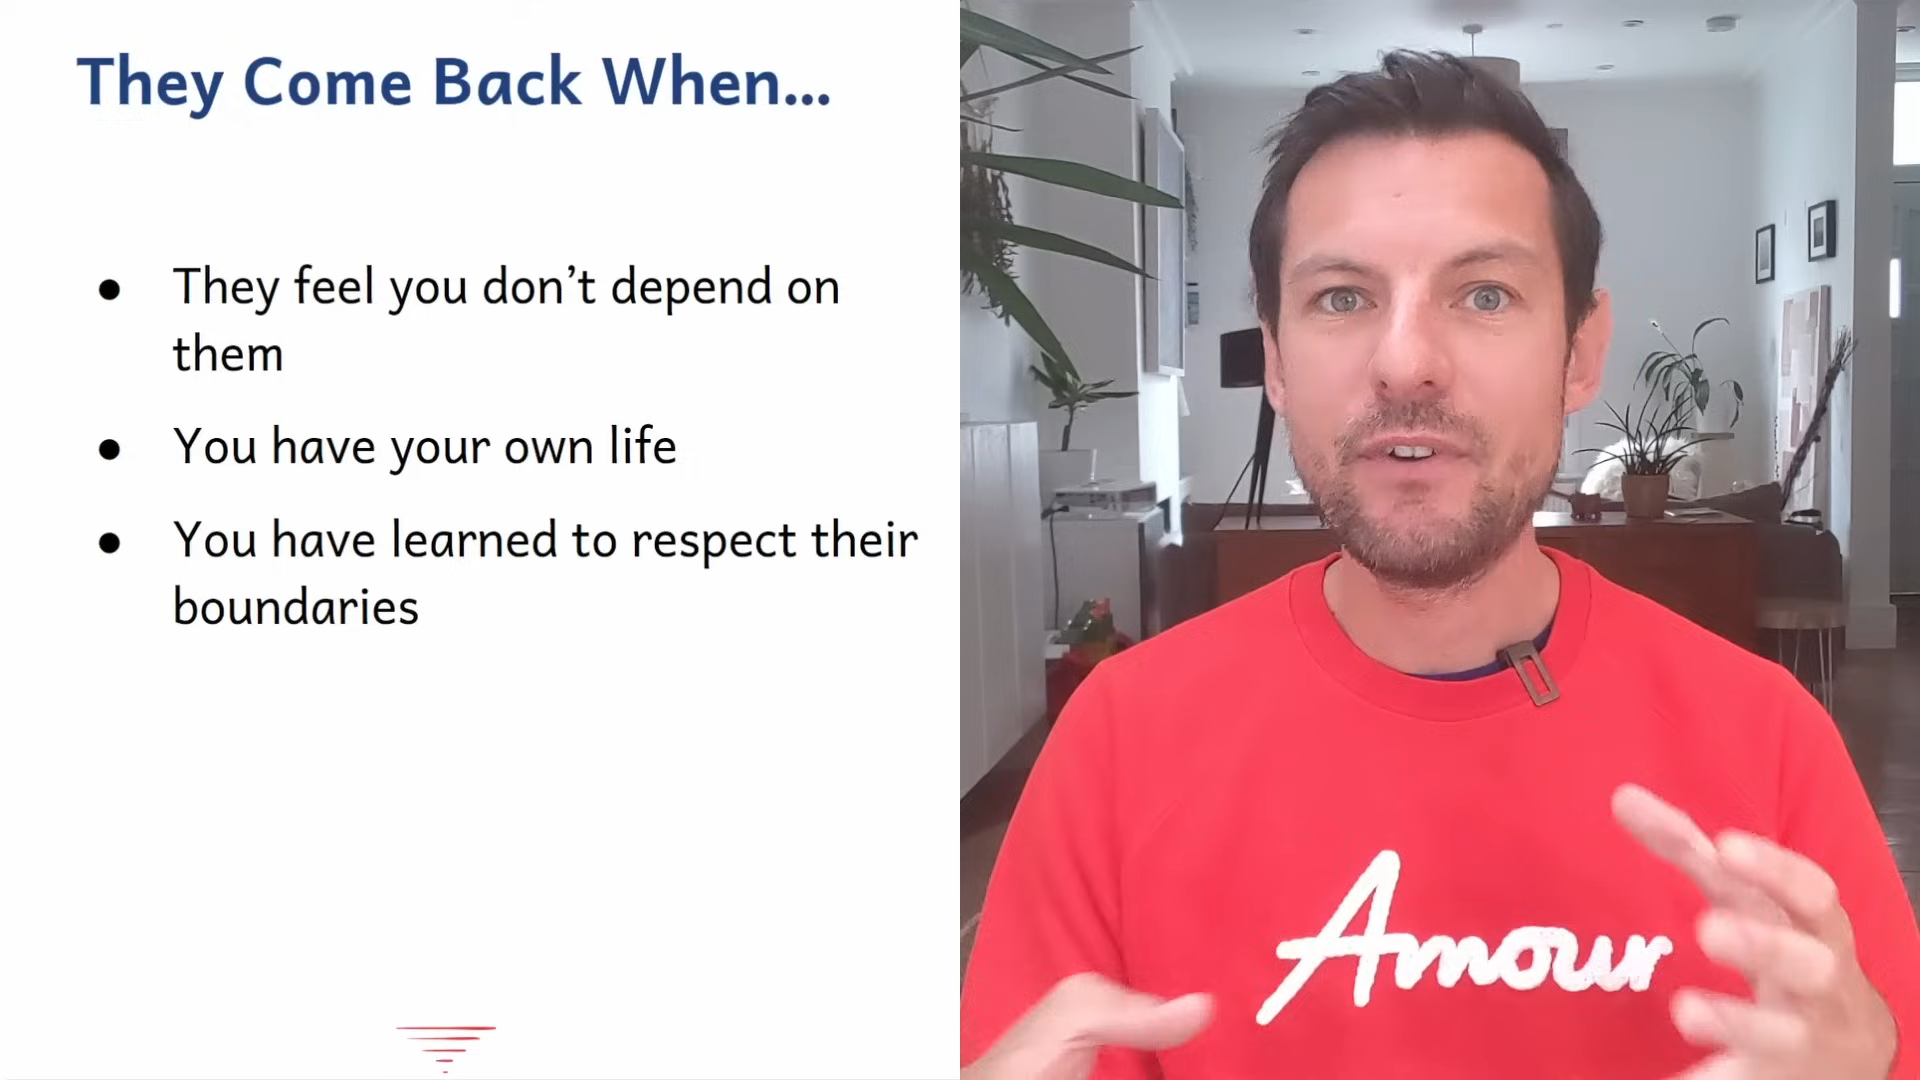 They Come Back When...
● They feel you don’t depend on
them
● You have your own life
● You have learned to respect their
boundaries
Amour